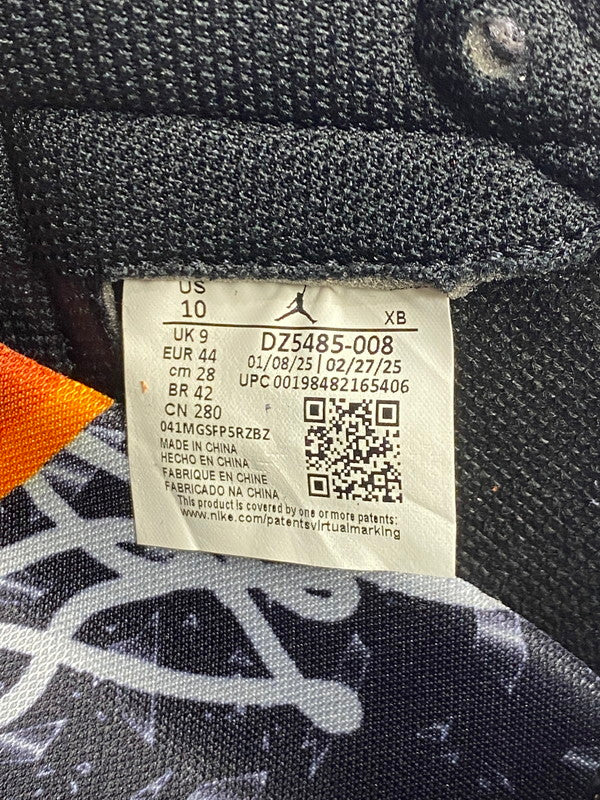 US
10
XB
UK 9
EUR 44
cm 28
BR 42
CN 280
DZ5485-008
01/08/25 | 02/27/25
UPC 00198482165406
041MGSFP5RZBZ
MADE IN CHINA
HECHO EN CHINA
FABRIQUE EN CHINE
FABRICADO NA CHINA
This product is covered by one or more patents:
www.nike.com/patentsvirtualmarking